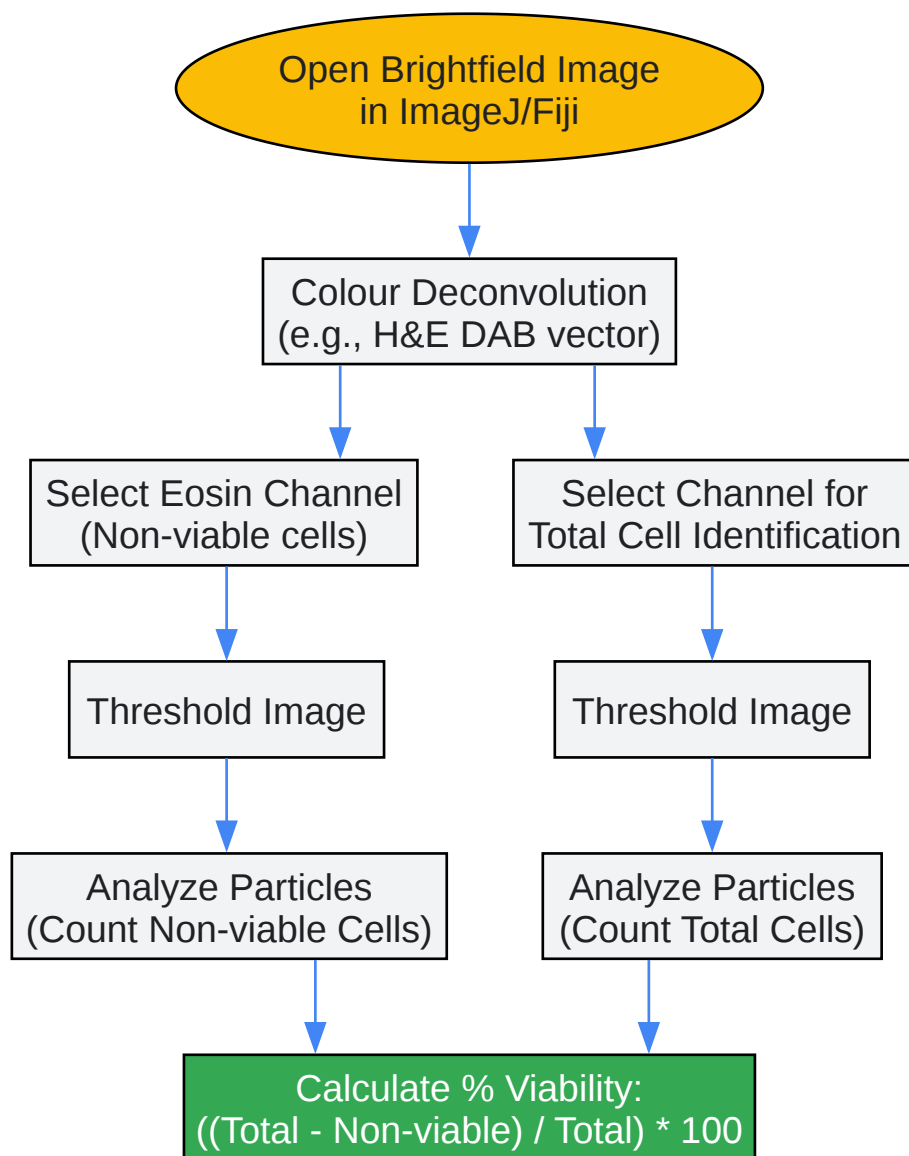 Open Brightfield Image
in ImageJ/Fiji
Colour Deconvolution
(e.g., H&E DAB vector)
Select Eosin Channel
(Non-viable cells)
Select Channel for
Total Cell Identification
Threshold Image
Threshold Image
Analyze Particles
(Count Non-viable Cells)
Analyze Particles
(Count Total Cells)
Calculate % Viability:
((Total - Non-viable) / Total) * 100